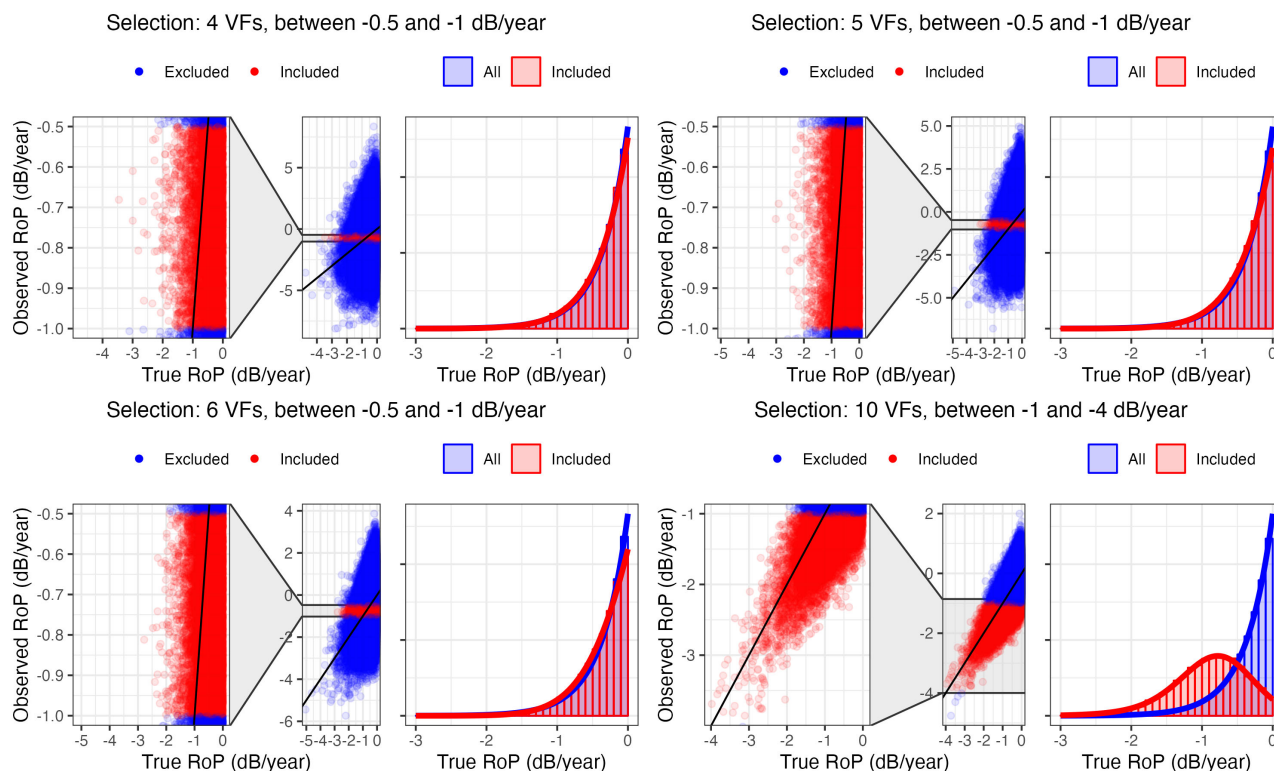 Selection: 4 VFs, between -0.5 and -1 dB/year
Excluded Included All Included
Observed RoP (dB/year)
-0.5
-0.6
-0.7
-0.8
-0.9
-1.0
-4 -3 -2 -1 0
True RoP (dB/year)
5
0
-5
-4-3-2-1 0
-3 -2 -1 0
True RoP (dB/year)
Selection: 5 VFs, between -0.5 and -1 dB/year
Excluded Included All Included
Observed RoP (dB/year)
-0.5
-0.6
-0.7
-0.8
-0.9
-1.0
-5 -4 -3 -2 -1 0
True RoP (dB/year)
5.0
2.5
0.0
-2.5
-5.0
-5-4-3-2-1 0
-3 -2 -1 0
True RoP (dB/year)
Selection: 6 VFs, between -0.5 and -1 dB/year
Excluded Included All Included
Observed RoP (dB/year)
-0.5
-0.6
-0.7
-0.8
-0.9
-1.0
-5 -4 -3 -2 -1 0
True RoP (dB/year)
4
2
0
-2
-4
-6
-5-4-3-2-1 0
-3 -2 -1 0
True RoP (dB/year)
Selection: 10 VFs, between -1 and -4 dB/year
Excluded Included All Included
Observed RoP (dB/year)
-1
-2
-3
-4 -3 -2 -1 0
True RoP (dB/year)
2
0
-2
-4
-4 -3 -2 -1 0
-3 -2 -1 0
True RoP (dB/year)